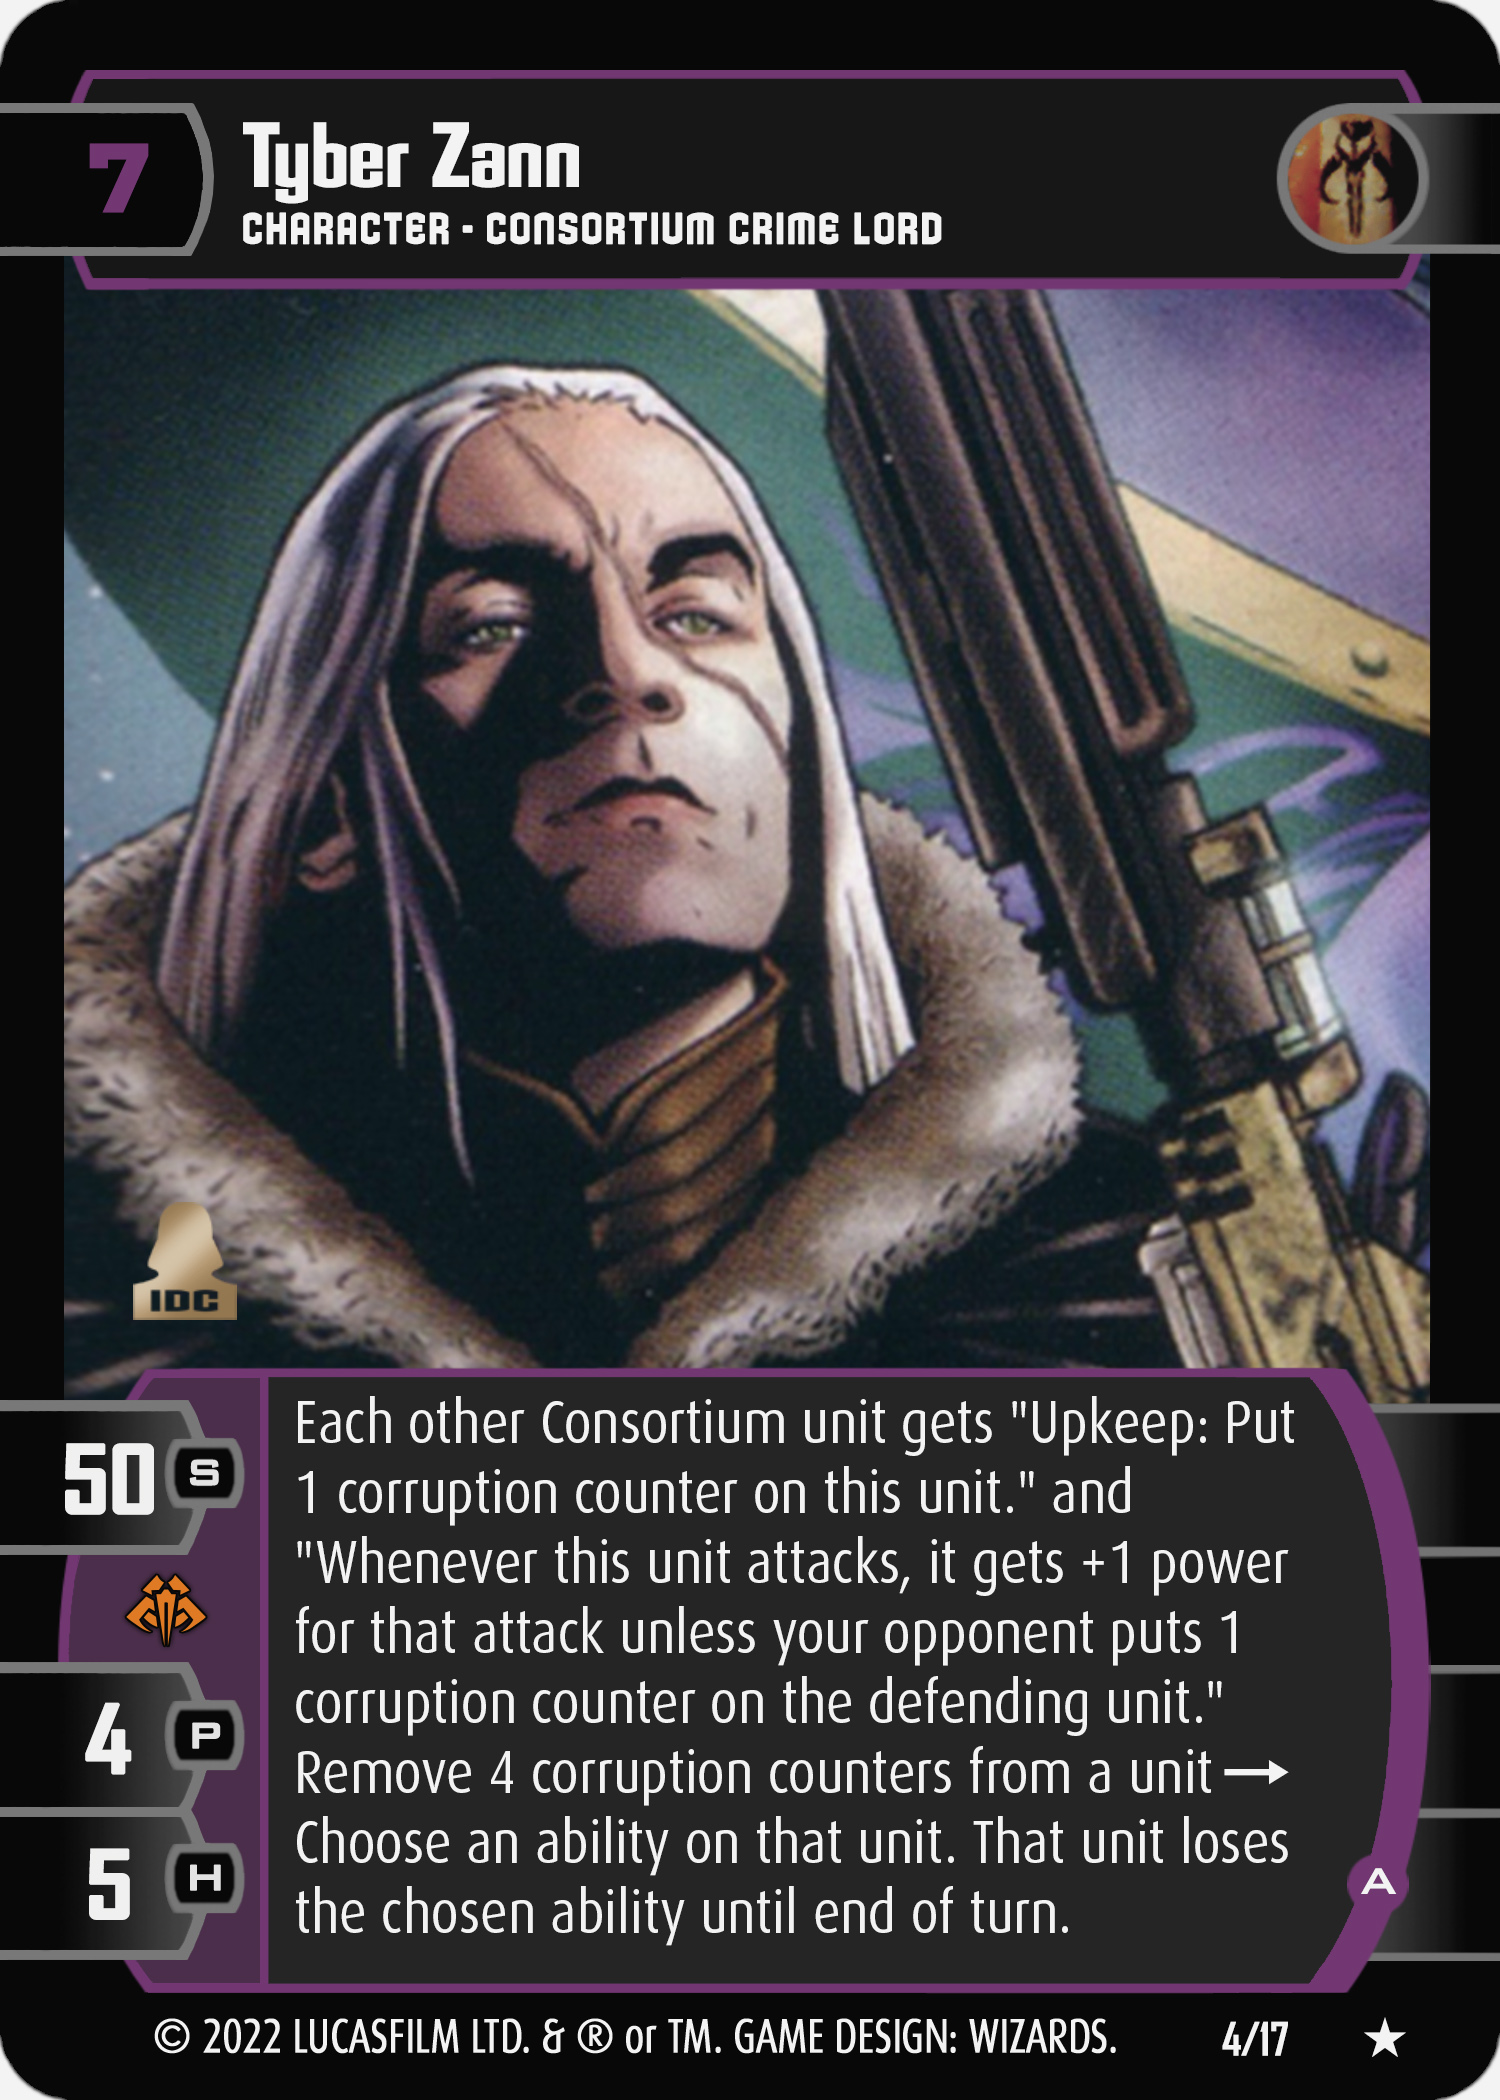 7
Tyber Zann
CHARACTER - CONSORTIUM CRIME LORD
IDC
50 S
4 P
5 H
Each other Consortium unit gets "Upkeep: Put
1 corruption counter on this unit." and
"Whenever this unit attacks, it gets +1 power
for that attack unless your opponent puts 1
corruption counter on the defending unit."
Remove 4 corruption counters from a unit →
Choose an ability on that unit. That unit loses
the chosen ability until end of turn.
A
© 2022 LUCASFILM LTD. & ® or TM. GAME DESIGN: WIZARDS. 4/17 ★